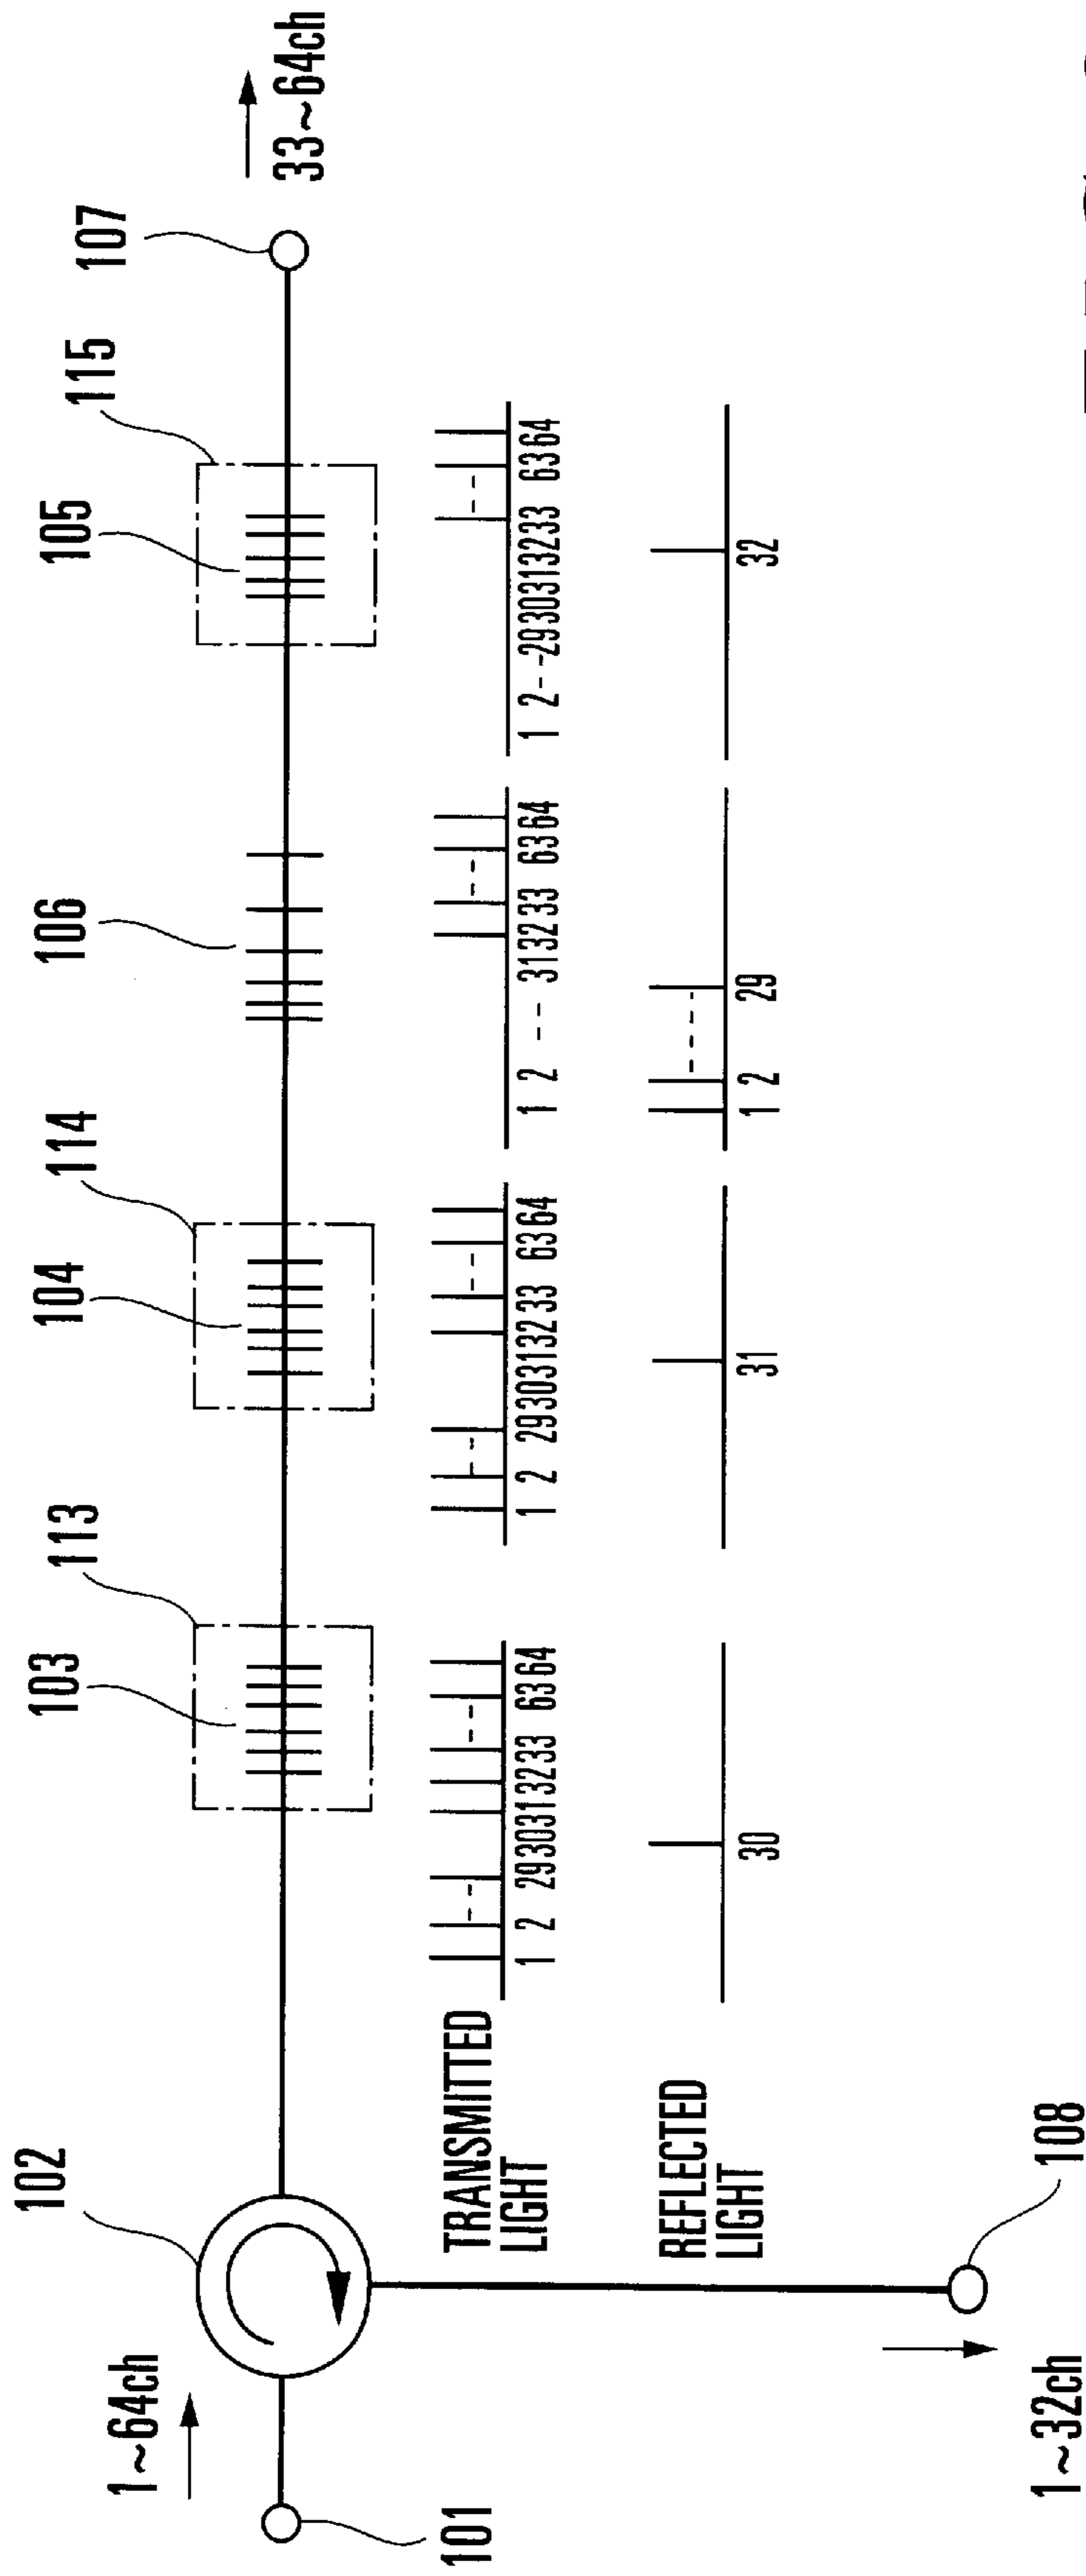 1~64ch
101
102
103
113
104
114
106
105
115
107
33~64ch
TRANSMITTED
LIGHT
1 2 29 30 31 32 33 63 64
1 2 29 30 31 32 33 63 64
1 2 -- 31 32 33 63 64
1 2 -- 29 30 31 32 33 63 64
REFLECTED
LIGHT
30
31
1 2 29
32
108
1~32ch